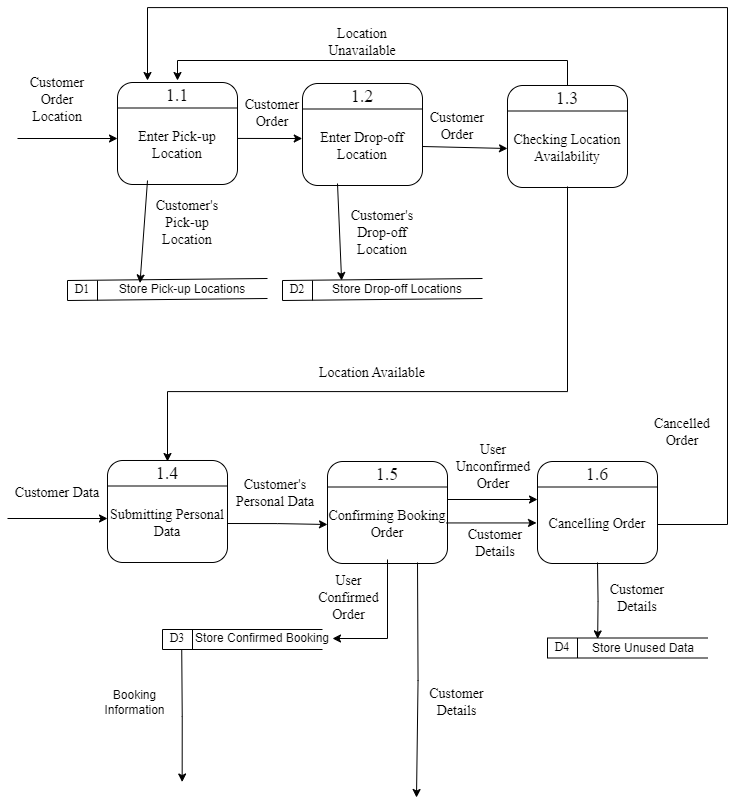 Location
Unavailable
Customer
Order
Location
1.1
Enter Pick-up
Location
Customer
Order
1.2
Enter Drop-off
Location
Customer
Order
1.3
Checking Location
Availability
Customer's
Pick-up
Location
Customer's
Drop-off
Location
D1 Store Pick-up Locations
D2 Store Drop-off Locations
Location Available
Cancelled
Order
Customer Data
1.4
Submitting Personal
Data
Customer's
Personal Data
1.5
Confirming Booking
Order
User
Unconfirmed
Order
Customer
Details
1.6
Cancelling Order
User
Confirmed
Order
Customer
Details
D3 Store Confirmed Booking
D4 Store Unused Data
Booking
Information
Customer
Details